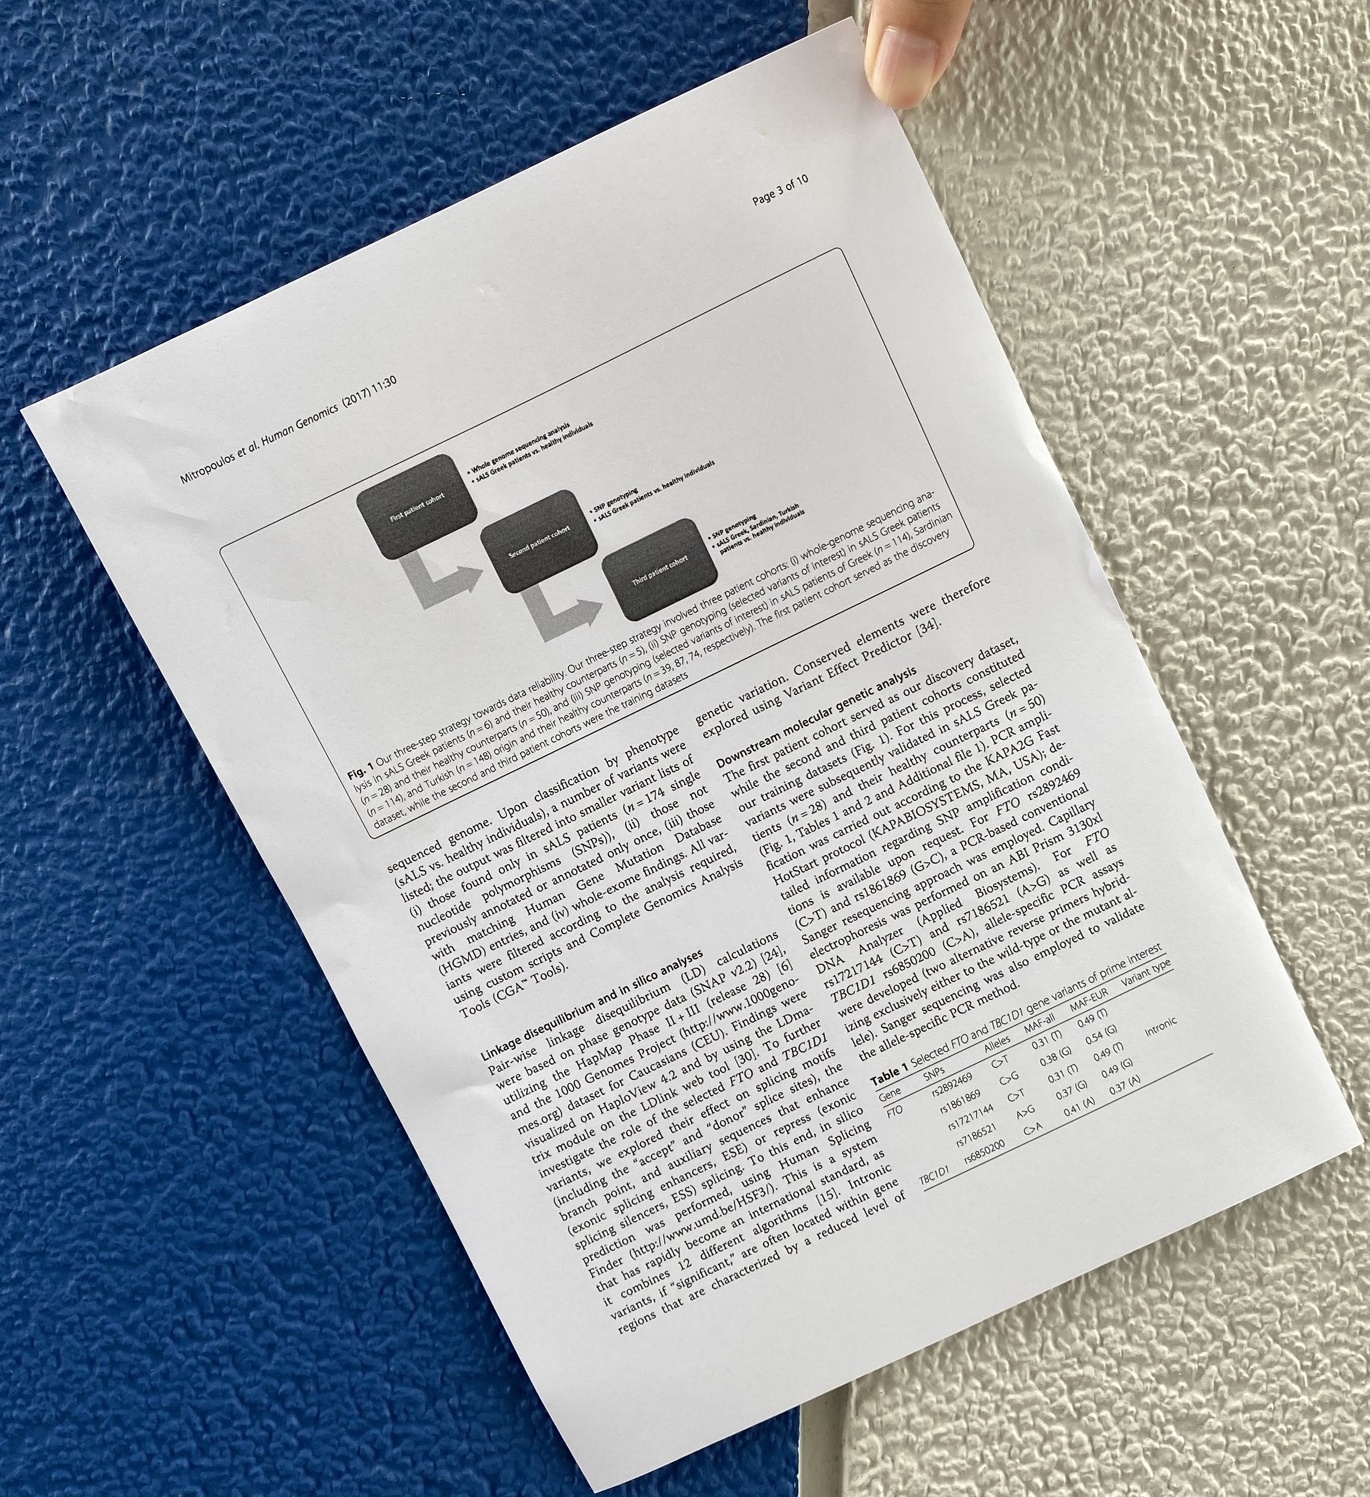 Mitropoulos et al. Human Genomics (2017) 11:30
Page 3 of 10
First patient cohort
• Whole genome sequencing analysis
• sALS Greek patients vs. healthy individuals
Second patient cohort
• SNP genotyping
• sALS Greek patients vs. healthy individuals
Third patient cohort
• SNP genotyping
• sALS Greek, Sardinian, Turkish
patients vs. healthy individuals
Fig. 1 Our three-step strategy towards data reliability. Our three-step strategy involved three patient cohorts: (i) whole-genome sequencing ana-
lysis in sALS Greek patients (n = 6) and their healthy counterparts (n = 5), (ii) SNP genotyping (selected variants of interest) in sALS Greek patients
(n = 28) and their healthy counterparts (n = 50), and (iii) SNP genotyping (selected variants of interest) in sALS patients of Greek (n = 114), Sardinian
(n = 114), and Turkish (n = 148) origin and their healthy counterparts (n = 39, 87, 74, respectively). The first patient cohort served as the discovery
dataset, while the second and third patient cohorts were the training datasets
sequenced genome. Upon classification by phenotype
(sALS vs. healthy individuals), a number of variants were
listed; the output was filtered into smaller variant lists of
(i) those found only in sALS patients (n = 174 single
nucleotide polymorphisms (SNPs)), (ii) those not
previously annotated or annotated only once, (iii) those
with matching Human Gene Mutation Database
(HGMD) entries, and (iv) whole-exome findings. All var-
iants were filtered according to the analysis required,
using custom scripts and Complete Genomics Analysis
Tools (CGA™ Tools).
Linkage disequilibrium and in silico analyses
Pair-wise linkage disequilibrium (LD) calculations
were based on phase genotype data (SNAP v2.2) [24],
utilizing the HapMap Phase II + III (release 28) [6]
and the 1000 Genomes Project (http://www.1000geno-
mes.org) dataset for Caucasians (CEU). Findings were
visualized on HaploView 4.2 and by using the LDma-
trix module on the LDlink web tool [30]. To further
investigate the role of the selected FTO and TBC1D1
variants, we explored their effect on splicing motifs
(including the “accept” and “donor” splice sites), the
branch point, and auxiliary sequences that enhance
(exonic splicing enhancers, ESE) or repress (exonic
splicing silencers, ESS) splicing. To this end, in silico
prediction was performed, using Human Splicing
Finder (http://www.umd.be/HSF3/). This is a system
that has rapidly become an international standard, as
it combines 12 different algorithms [15]. Intronic
variants, if “significant,” are often located within gene
regions that are characterized by a reduced level of
genetic variation. Conserved elements were therefore
explored using Variant Effect Predictor [34].
Downstream molecular genetic analysis
The first patient cohort served as our discovery dataset,
while the second and third patient cohorts constituted
our training datasets (Fig. 1). For this process, selected
variants were subsequently validated in sALS Greek pa-
tients (n = 28) and their healthy counterparts (n = 50)
(Fig. 1, Tables 1 and 2 and Additional file 1). PCR ampli-
fication was carried out according to the KAPA2G Fast
HotStart protocol (KAPABIOSYSTEMS, MA, USA); de-
tailed information regarding SNP amplification condi-
tions is available upon request. For FTO rs2892469
(C>T) and rs1861869 (G>C), a PCR-based conventional
Sanger resequencing approach was employed. Capillary
electrophoresis was performed on an ABI Prism 3130xl
DNA Analyzer (Applied Biosystems). For FTO
rs17217144 (C>T) and rs7186521 (A>G) as well as
TBC1D1 rs6850200 (C>A), allele-specific PCR assays
were developed (two alternative reverse primers hybrid-
izing exclusively either to the wild-type or the mutant al-
lele). Sanger sequencing was also employed to validate
the allele-specific PCR method.
Table 1 Selected FTO and TBC1D1 gene variants of prime interest
Gene SNPs Alleles MAF-all MAF-EUR Variant type
FTO rs2892469 C>T 0.31 (T) 0.49 (T) Intronic
rs1861869 C>G 0.38 (G) 0.54 (G)
rs17217144 C>T 0.31 (T) 0.49 (T)
rs7186521 A>G 0.37 (G) 0.49 (G)
TBC1D1 rs6850200 C>A 0.41 (A) 0.37 (A)